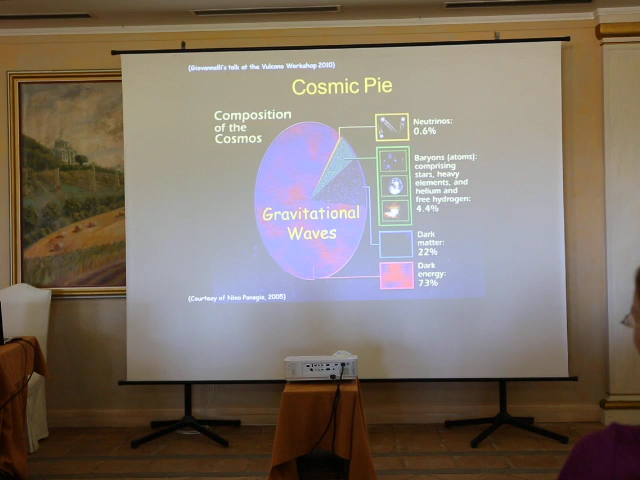 (Giovannelli's talk at the Vulcano Workshop 2010)
Cosmic Pie
Composition
of the
Cosmos
Neutrinos:
0.6%
Baryons (atoms):
comprising
stars, heavy
elements, and
helium and
free hydrogen:
4.4%
Gravitational
Waves
Dark
matter:
22%
Dark
energy:
73%
(Courtesy of Nino Panagia, 2005)